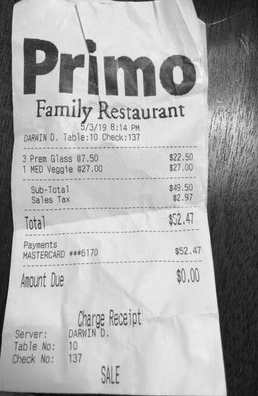 Primo
Family Restaurant
5/3/19 8:14 PM
DARWIN D. Table:10 Check:137
3 Prem Glass @7.50 $22.50
1 MED Veggie @27.00 $27.00
Sub-Total $49.50
Sales Tax $2.97
Total $52.47
Payments
MASTERCARD ***6170 $52.47
Amount Due $0.00
Charge Receipt
Server: DARWIN D.
Table No: 10
Check No: 137
SALE